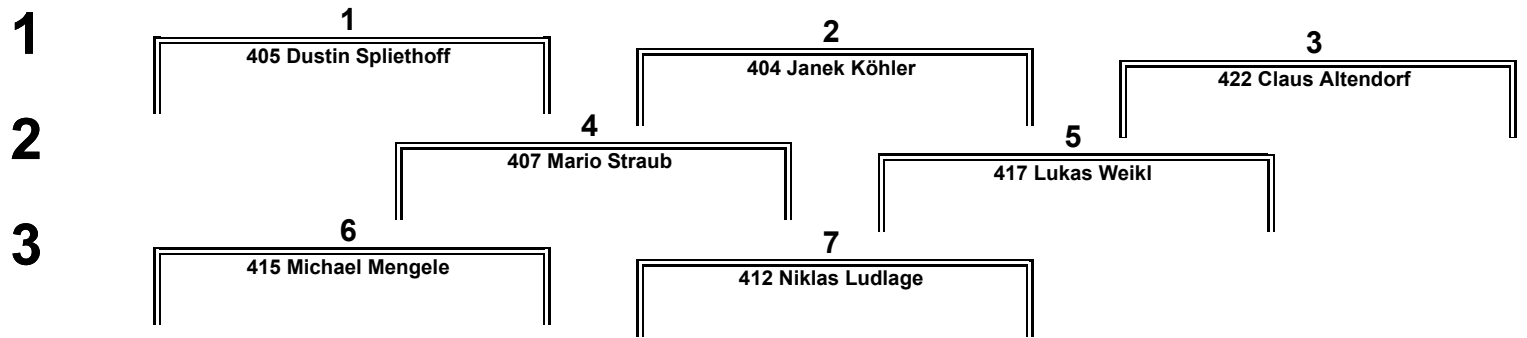 1
1
405 Dustin Spliethoff
2
404 Janek Köhler
3
422 Claus Altendorf
2
4
407 Mario Straub
5
417 Lukas Weikl
3
6
415 Michael Mengele
7
412 Niklas Ludlage